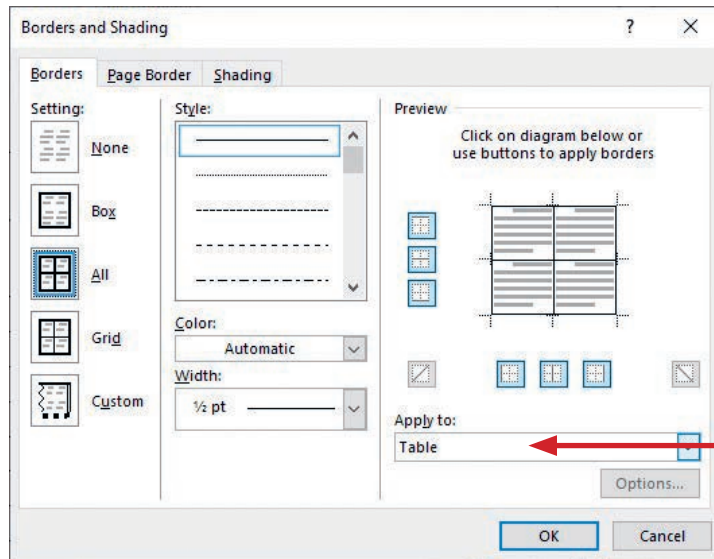 Borders and Shading
? X
Borders Page Border Shading
Setting:
None
Box
All
Grid
Custom
Style:
Color:
Automatic
Width:
½ pt
Preview
Click on diagram below or
use buttons to apply borders
Apply to:
Table
Options...
OK Cancel